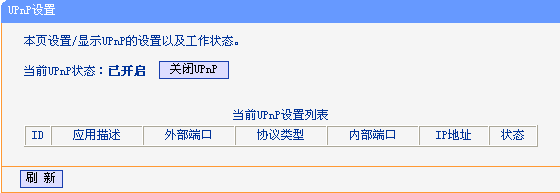 UPnP设置
本页设置/显示UPnP的设置以及工作状态。
当前UPnP状态：已开启 关闭UPnP
当前UPnP设置列表
ID 应用描述 外部端口 协议类型 内部端口 IP地址 状态
刷 新